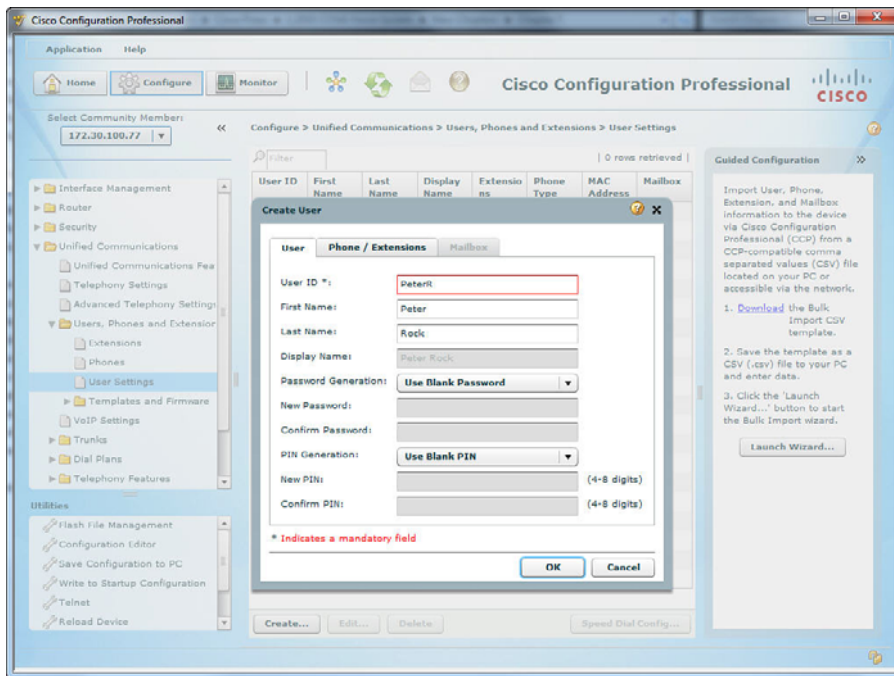 Cisco Configuration Professional
Application Help
Home Configure Monitor
Cisco Configuration Professional
CISCO
Select Community Member:
172.30.100.77
Configure > Unified Communications > Users, Phones and Extensions > User Settings
Interface Management
Router
Security
Unified Communications
Unified Communications Fea
Telephony Settings
Advanced Telephony Settings
Users, Phones and Extension
Extensions
Phones
User Settings
Templates and Firmware
VoIP Settings
Trunks
Dial Plans
Telephony Features
Utilities
Flash File Management
Configuration Editor
Save Configuration to PC
Write to Startup Configuration
Telnet
Reload Device
Filter
0 rows retrieved
User ID First Name Last Name Display Name Extensio ns Phone Type MAC Address Mailbox
Create User
User Phone / Extensions Mailbox
User ID *: PeterR
First Name: Peter
Last Name: Rock
Display Name: Peter Rock
Password Generation: Use Blank Password
New Password:
Confirm Password:
PIN Generation: Use Blank PIN
New PIN: (4-8 digits)
Confirm PIN: (4-8 digits)
* Indicates a mandatory field
OK Cancel
Create... Edit... Delete Speed Dial Config...
Guided Configuration
Import User, Phone,
Extension, and Mailbox
information to the device
via Cisco Configuration
Professional (CCP) from a
CCP-compatible comma
separated values (CSV) file
located on your PC or
accessible via the network.
1. Download the Bulk
Import CSV
template.
2. Save the template as a
CSV (.csv) file to your PC
and enter data.
3. Click the 'Launch
Wizard...' button to start
the Bulk Import wizard.
Launch Wizard...